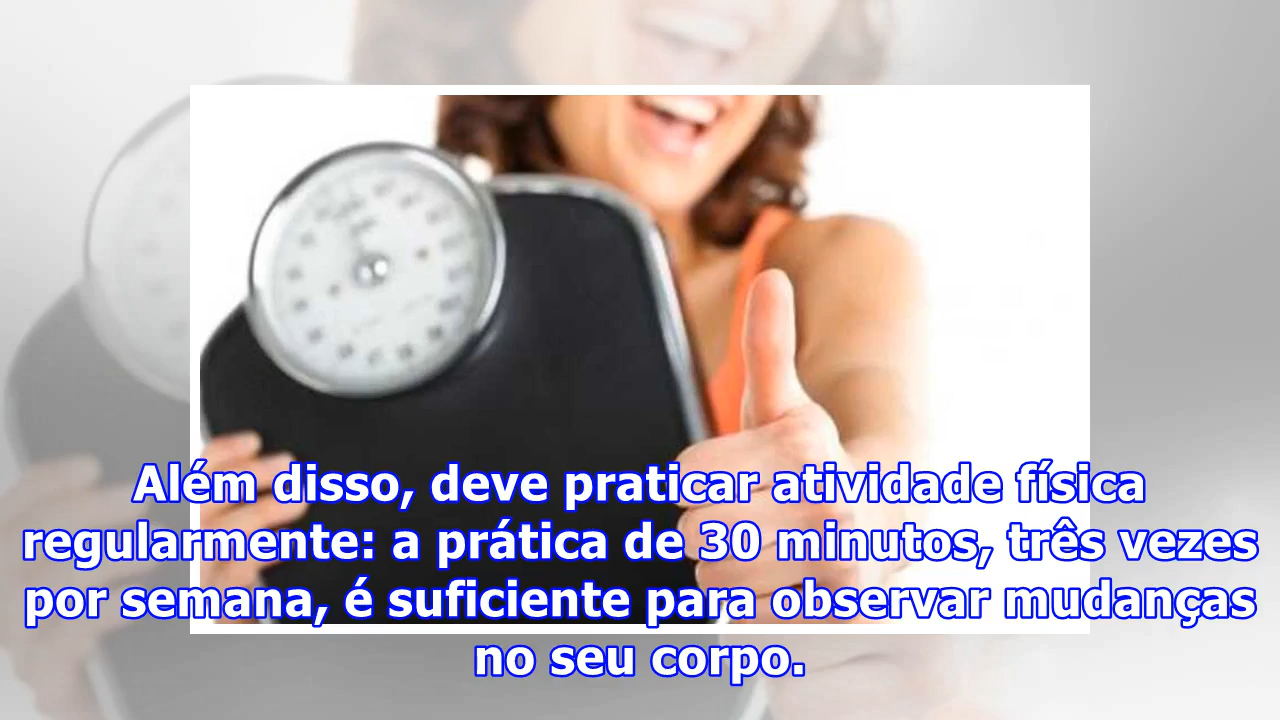 Além disso, deve praticar atividade física
regularmente: a prática de 30 minutos, três vezes
por semana, é suficiente para observar mudanças
no seu corpo.